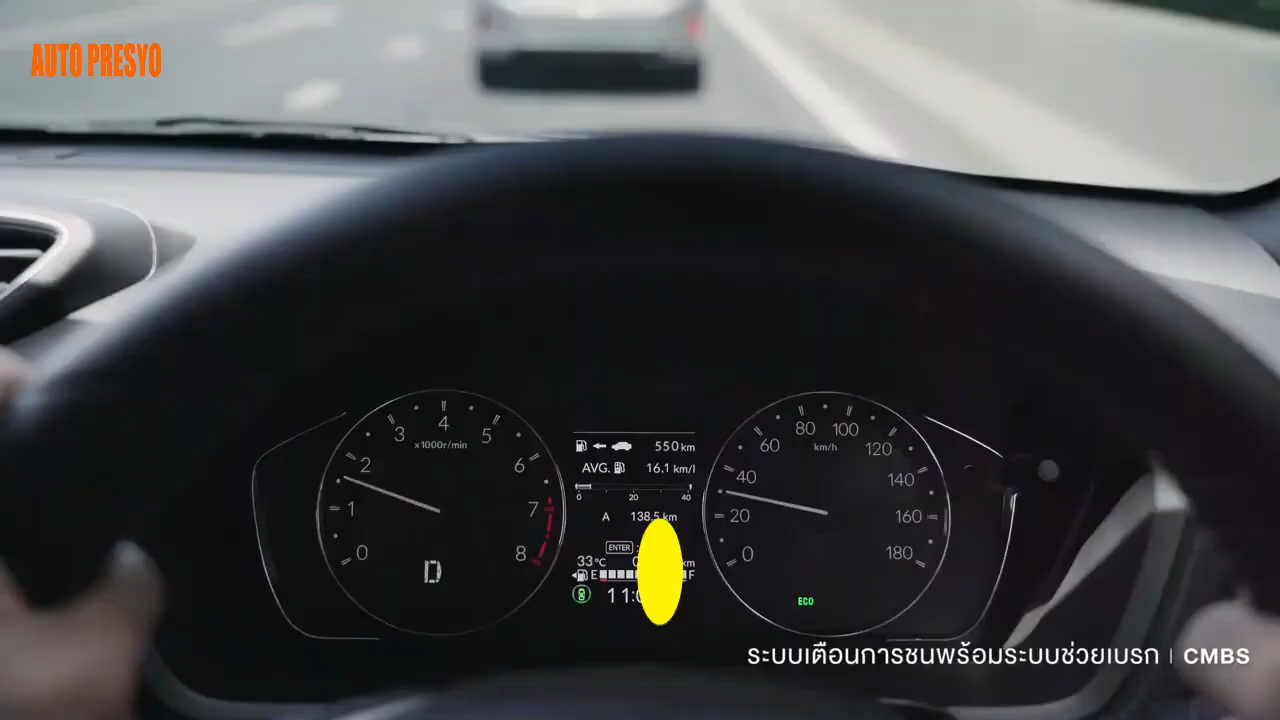 AUTO PRESYO
0 1 2 3 4 5 6 7 8
x1000r/min
D
550 km
AVG. 16.1 km/l
0 20 40
A 138.5 km
ENTER
33°C km
E F
0 20 40 60 80 100 120 140 160 180
km/h
ECO
ระบบเตือนการชนพร้อมระบบช่วยเบรก | CMBS